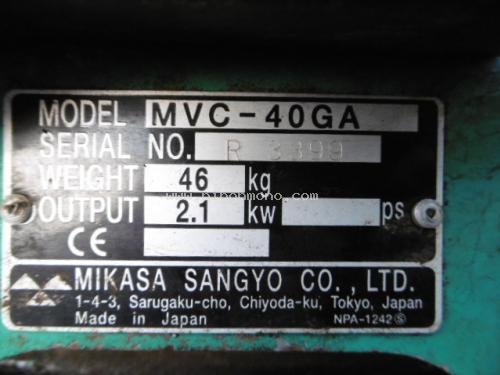 MODEL MVC-40GA
SERIAL NO. R 3399
WEIGHT 46 kg
OUTPUT 2.1 kw ps
CE
MIKASA SANGYO CO., LTD.
1-4-3, Sarugaku-cho, Chiyoda-ku, Tokyo, Japan
Made in Japan NPA-1242 Ⓢ